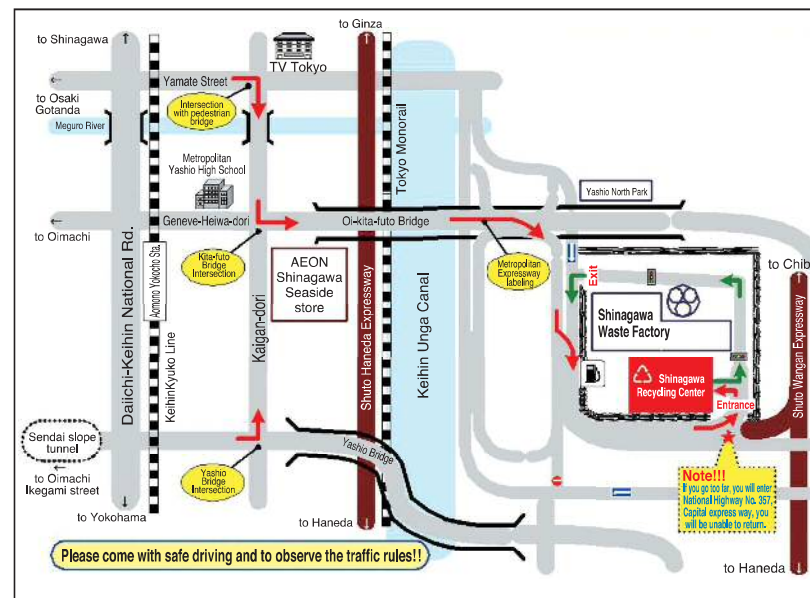 to Ginza
to Shinagawa
TV Tokyo
Yamate Street
to Osaki
Gotanda
Intersection
with pedestrian
bridge
Meguro River
Tokyo Monorail
Metropolitan
Yashio High School
Yashio North Park
Geneve-Heiwa-dori
Oi-kita-futo Bridge
to Oimachi
Kita-futo
Bridge
Intersection
AEON
Shinagawa
Seaside
store
Metropolitan
Expressway
labeling
Exit
to Chib
Aomono Yokocho Sta.
Daiichi-Keihin National Rd.
KeihinKyuko Line
Kaigan-dori
Shuto Haneda Expressway
Keihin Unga Canal
Shinagawa
Waste Factory
Shuto Wangan Expressway
Shinagawa
Recycling Center
Entrance
Sendai slope
tunnel
to Oimachi
Ikegami street
Yashio Bridge
Yashio
Bridge
Intersection
Note!!!
If you go too far, you will enter
National Highway No. 357,
Capital express way, you
will be unable to return.
to Yokohama
to Haneda
Please come with safe driving and to observe the traffic rules!!
to Haneda